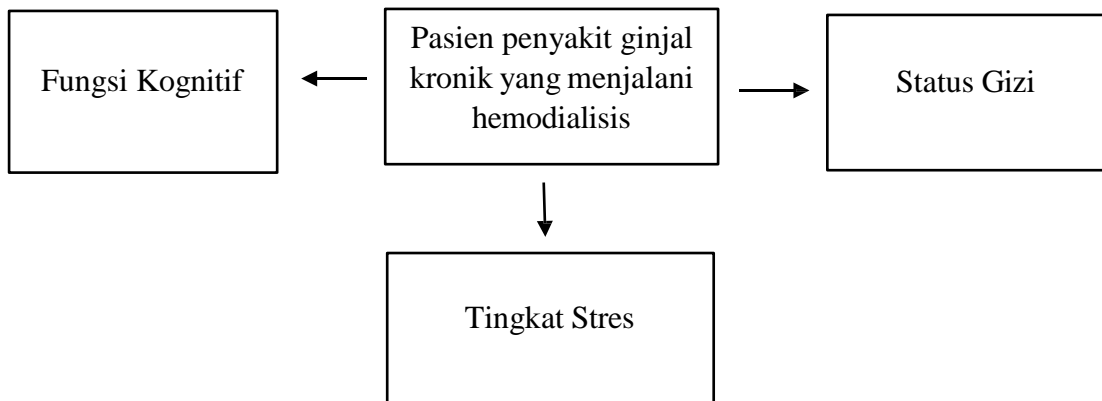 Fungsi Kognitif
Pasien penyakit ginjal
kronik yang menjalani
hemodialisis
Status Gizi
Tingkat Stres